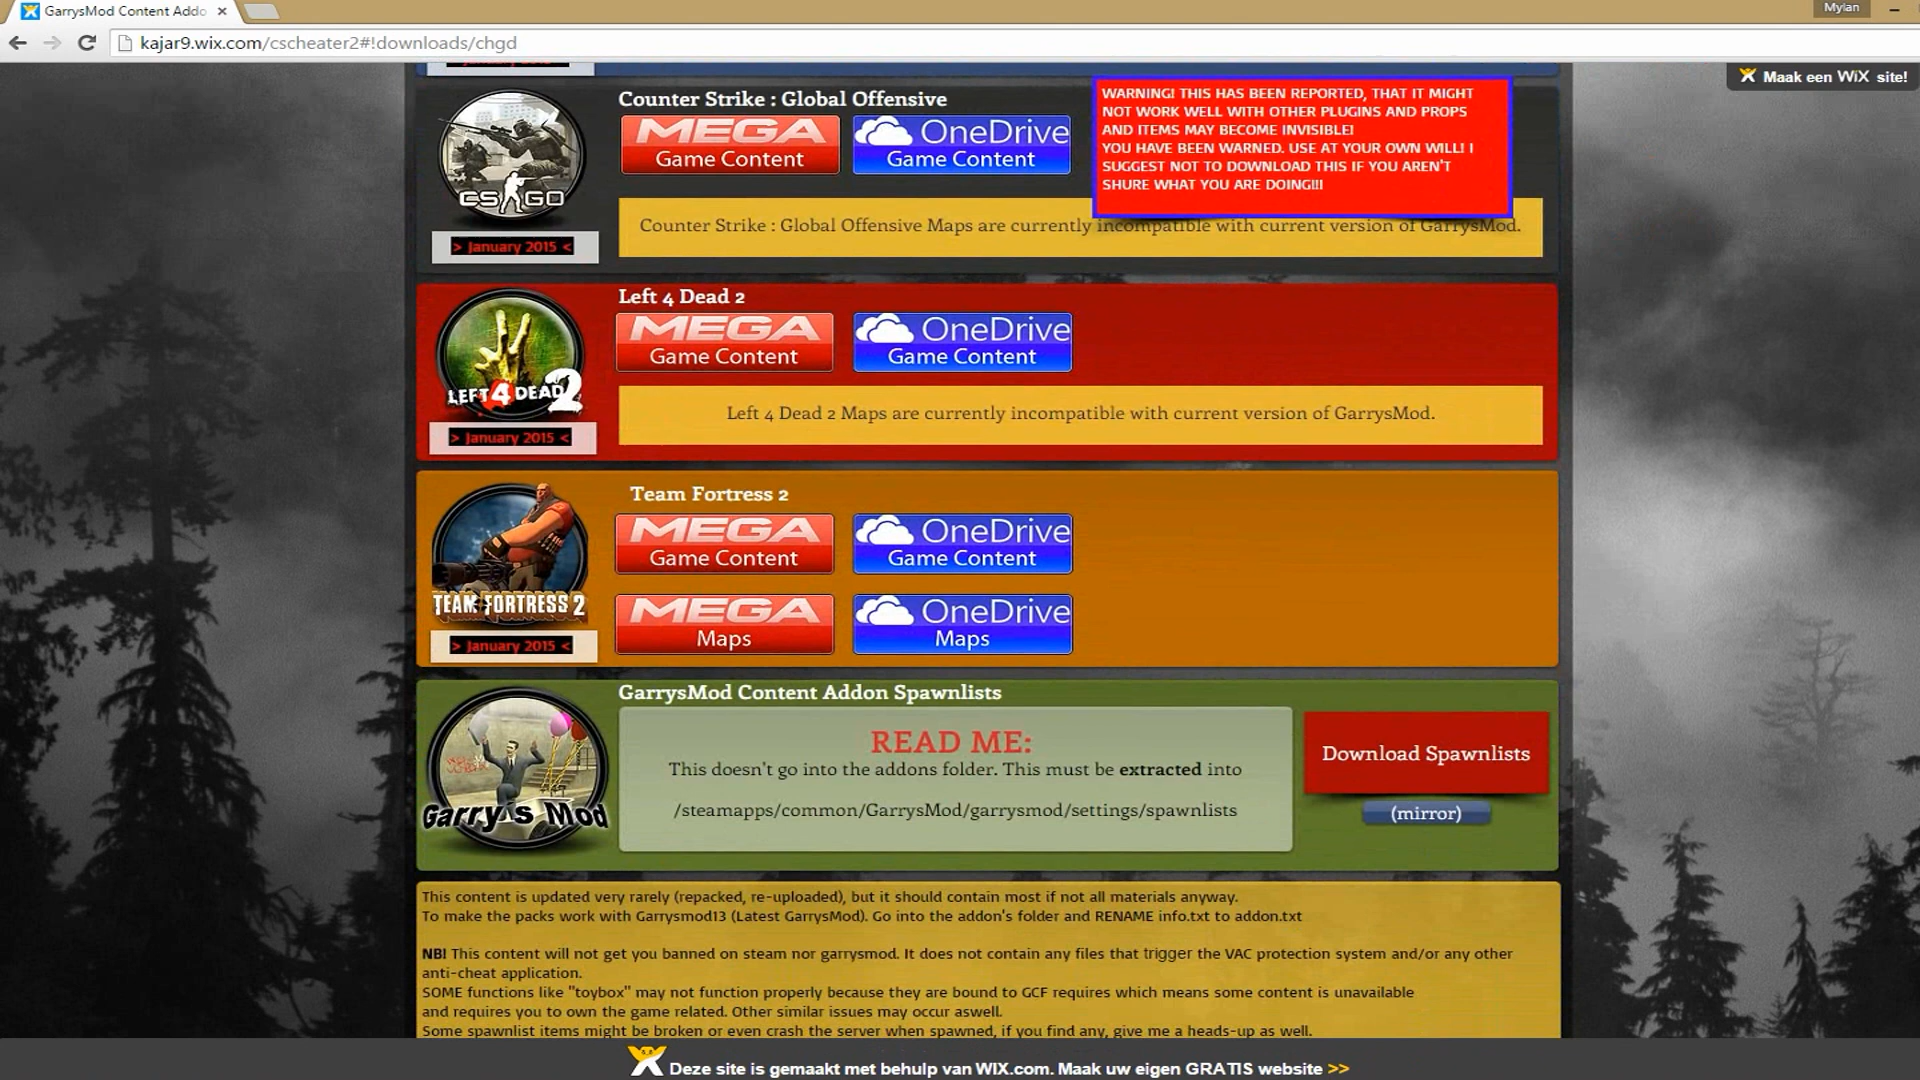 GarrysMod Content Addo
Mylan
kajar9.wix.com/cscheater2#!downloads/chgd
Maak een WiX site!
Counter Strike : Global Offensive
MEGA
Game Content
OneDrive
Game Content
WARNING! THIS HAS BEEN REPORTED, THAT IT MIGHT
NOT WORK WELL WITH OTHER PLUGINS AND PROPS
AND ITEMS MAY BECOME INVISIBLE!
YOU HAVE BEEN WARNED. USE AT YOUR OWN WILL! I
SUGGEST NOT TO DOWNLOAD THIS IF YOU AREN'T
SHURE WHAT YOU ARE DOING!!!
CS GO
> January 2015 <
Counter Strike : Global Offensive Maps are currently incompatible with current version of GarrysMod.
Left 4 Dead 2
MEGA
Game Content
OneDrive
Game Content
LEFT 4 DEAD 2
> January 2015 <
Left 4 Dead 2 Maps are currently incompatible with current version of GarrysMod.
Team Fortress 2
MEGA
Game Content
OneDrive
Game Content
TEAM FORTRESS 2
MEGA
Maps
OneDrive
Maps
> January 2015 <
GarrysMod Content Addon Spawnlists
Garry's Mod
READ ME:
This doesn't go into the addons folder. This must be extracted into
/steamapps/common/GarrysMod/garrysmod/settings/spawnlists
Download Spawnlists
(mirror)
This content is updated very rarely (repacked, re-uploaded), but it should contain most if not all materials anyway.
To make the packs work with Garrysmod13 (Latest GarrysMod). Go into the addon's folder and RENAME info.txt to addon.txt
NB! This content will not get you banned on steam nor garrysmod. It does not contain any files that trigger the VAC protection system and/or any other
anti-cheat application.
SOME functions like "toybox" may not function properly because they are bound to GCF requires which means some content is unavailable
and requires you to own the game related. Other similar issues may occur aswell.
Some spawnlist items might be broken or even crash the server when spawned, if you find any, give me a heads-up as well.
Deze site is gemaakt met behulp van WIX.com. Maak uw eigen GRATIS website >>